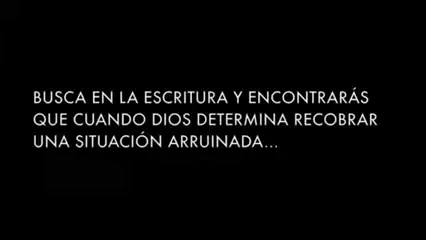 BUSCA EN LA ESCRITURA Y ENCONTRARÁS
QUE CUANDO DIOS DETERMINA RECOBRAR
UNA SITUACIÓN ARRUINADA...